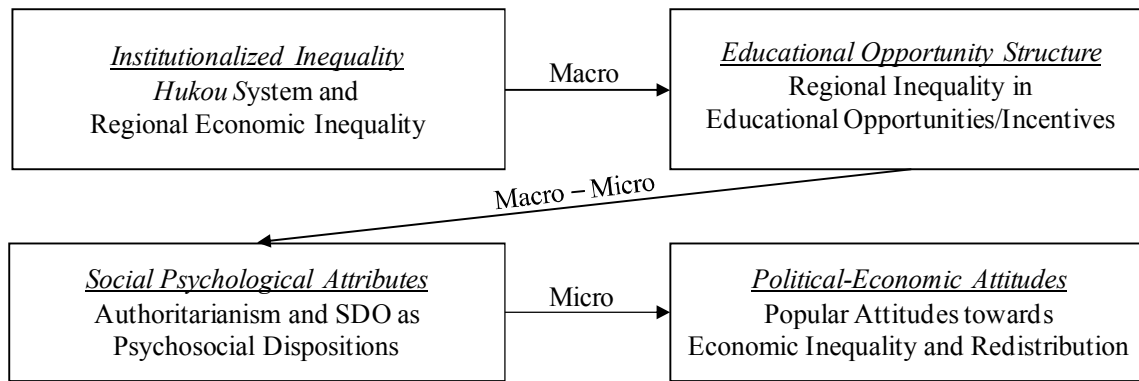 Institutionalized Inequality
Hukou System and
Regional Economic Inequality
Macro
Educational Opportunity Structure
Regional Inequality in
Educational Opportunities/Incentives
Macro – Micro
Social Psychological Attributes
Authoritarianism and SDO as
Psychosocial Dispositions
Micro
Political-Economic Attitudes
Popular Attitudes towards
Economic Inequality and Redistribution